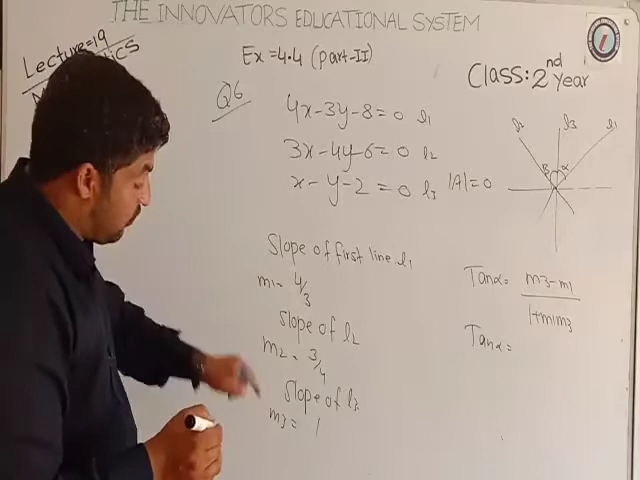 THE INNOVATORS EDUCATIONAL SYSTEM
Lecture=19
Ex=4.4 (part-II)
Class: 2nd year
Q6
4x-3y-8=0 l1
3x-4y-6=0 l2
x-y-2=0 l3 |A|=0
l2 l3 l1
B α
Slope of first line l1
m1= 4/3
Slope of l2
m2= 3/4
Slope of l3
m3= 1
Tanα= m3-m1
1+m1m3
Tanα=